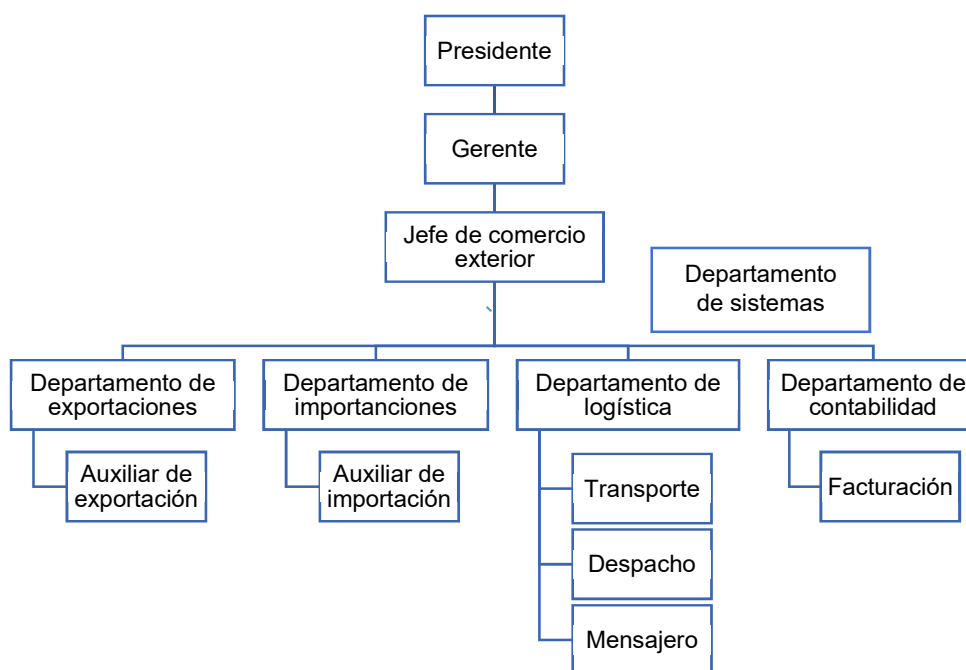 Presidente
Gerente
Jefe de comercio
exterior
Departamento
de sistemas
Departamento de
exportaciones
Departamento de
importanciones
Departamento de
logística
Departamento de
contabilidad
Auxiliar de
exportación
Auxiliar de
importación
Transporte
Facturación
Despacho
Mensajero